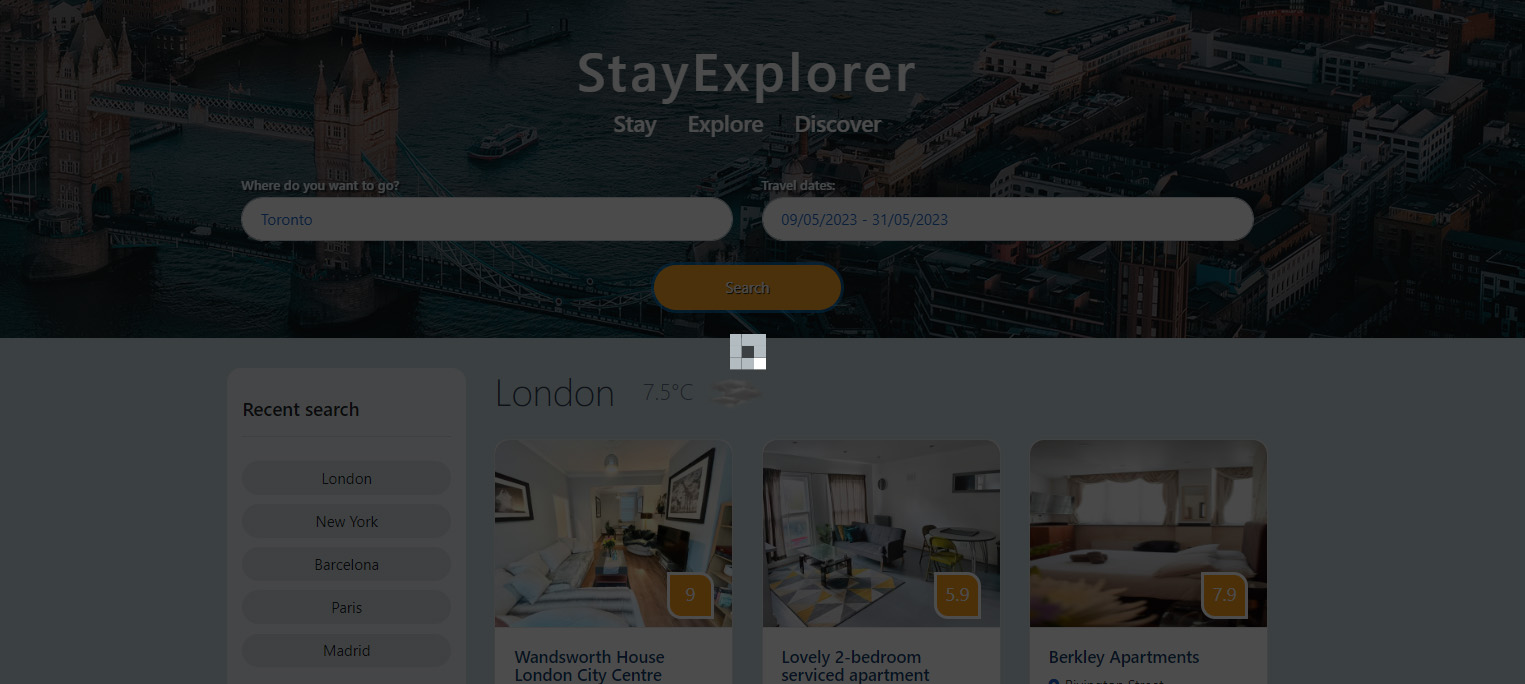 StayExplorer
Stay Explore Discover
Where do you want to go?
Travel dates:
Toronto
09/05/2023 - 31/05/2023
Search
Recent search
London
New York
Barcelona
Paris
Madrid
London 7.5°C
9
5.9
7.9
Wandsworth House
London City Centre
Lovely 2-bedroom
serviced apartment
Berkley Apartments
Rivington Street